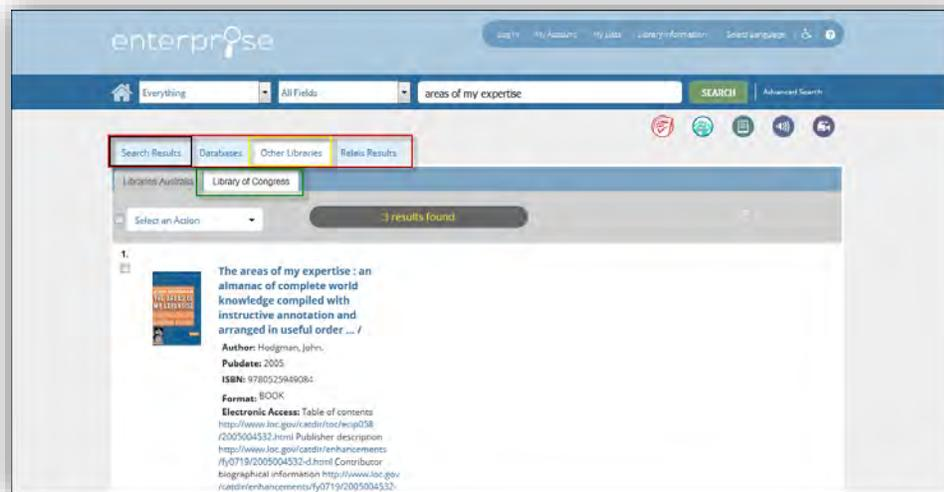 enterprse
Log In My Account My Lists Library Information Select Language
Everything All Fields areas of my expertise SEARCH Advanced Search
Search Results Databases Other Libraries Relais Results
Libraries Australia Library of Congress
Select an Action 3 results found
1.
The areas of my expertise : an
almanac of complete world
knowledge compiled with
instructive annotation and
arranged in useful order ... /
Author: Hodgman, John.
Pubdate: 2005
ISBN: 9780525949084
Format: BOOK
Electronic Access: Table of contents
http://www.loc.gov/catdir/toc/ecip058
/2005004532.html Publisher description
http://www.loc.gov/catdir/enhancements
/fy0719/2005004532-d.html Contributor
biographical information http://www.loc.gov
/catdir/enhancements/fy0719/2005004532-